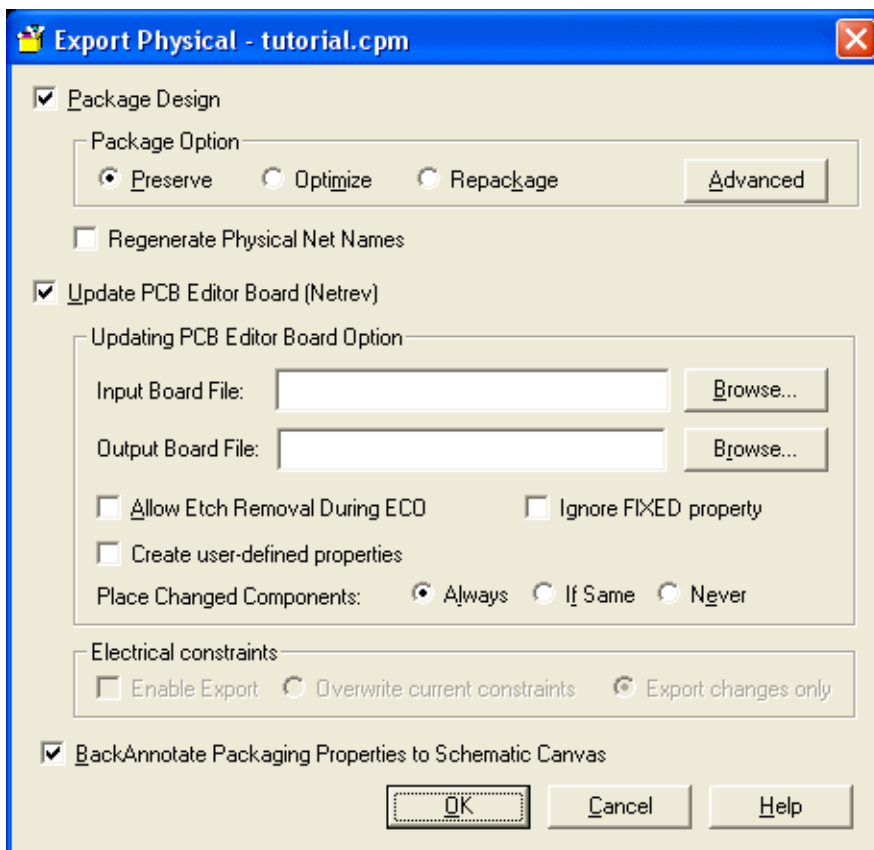 Export Physical - tutorial.cpm
Package Design
Package Option
Preserve Optimize Repackage Advanced
Regenerate Physical Net Names
Update PCB Editor Board (Netrev)
Updating PCB Editor Board Option
Input Board File: Browse...
Output Board File: Browse...
Allow Etch Removal During ECO Ignore FIXED property
Create user-defined properties
Place Changed Components: Always If Same Never
Electrical constraints
Enable Export Overwrite current constraints Export changes only
BackAnnotate Packaging Properties to Schematic Canvas
OK Cancel Help